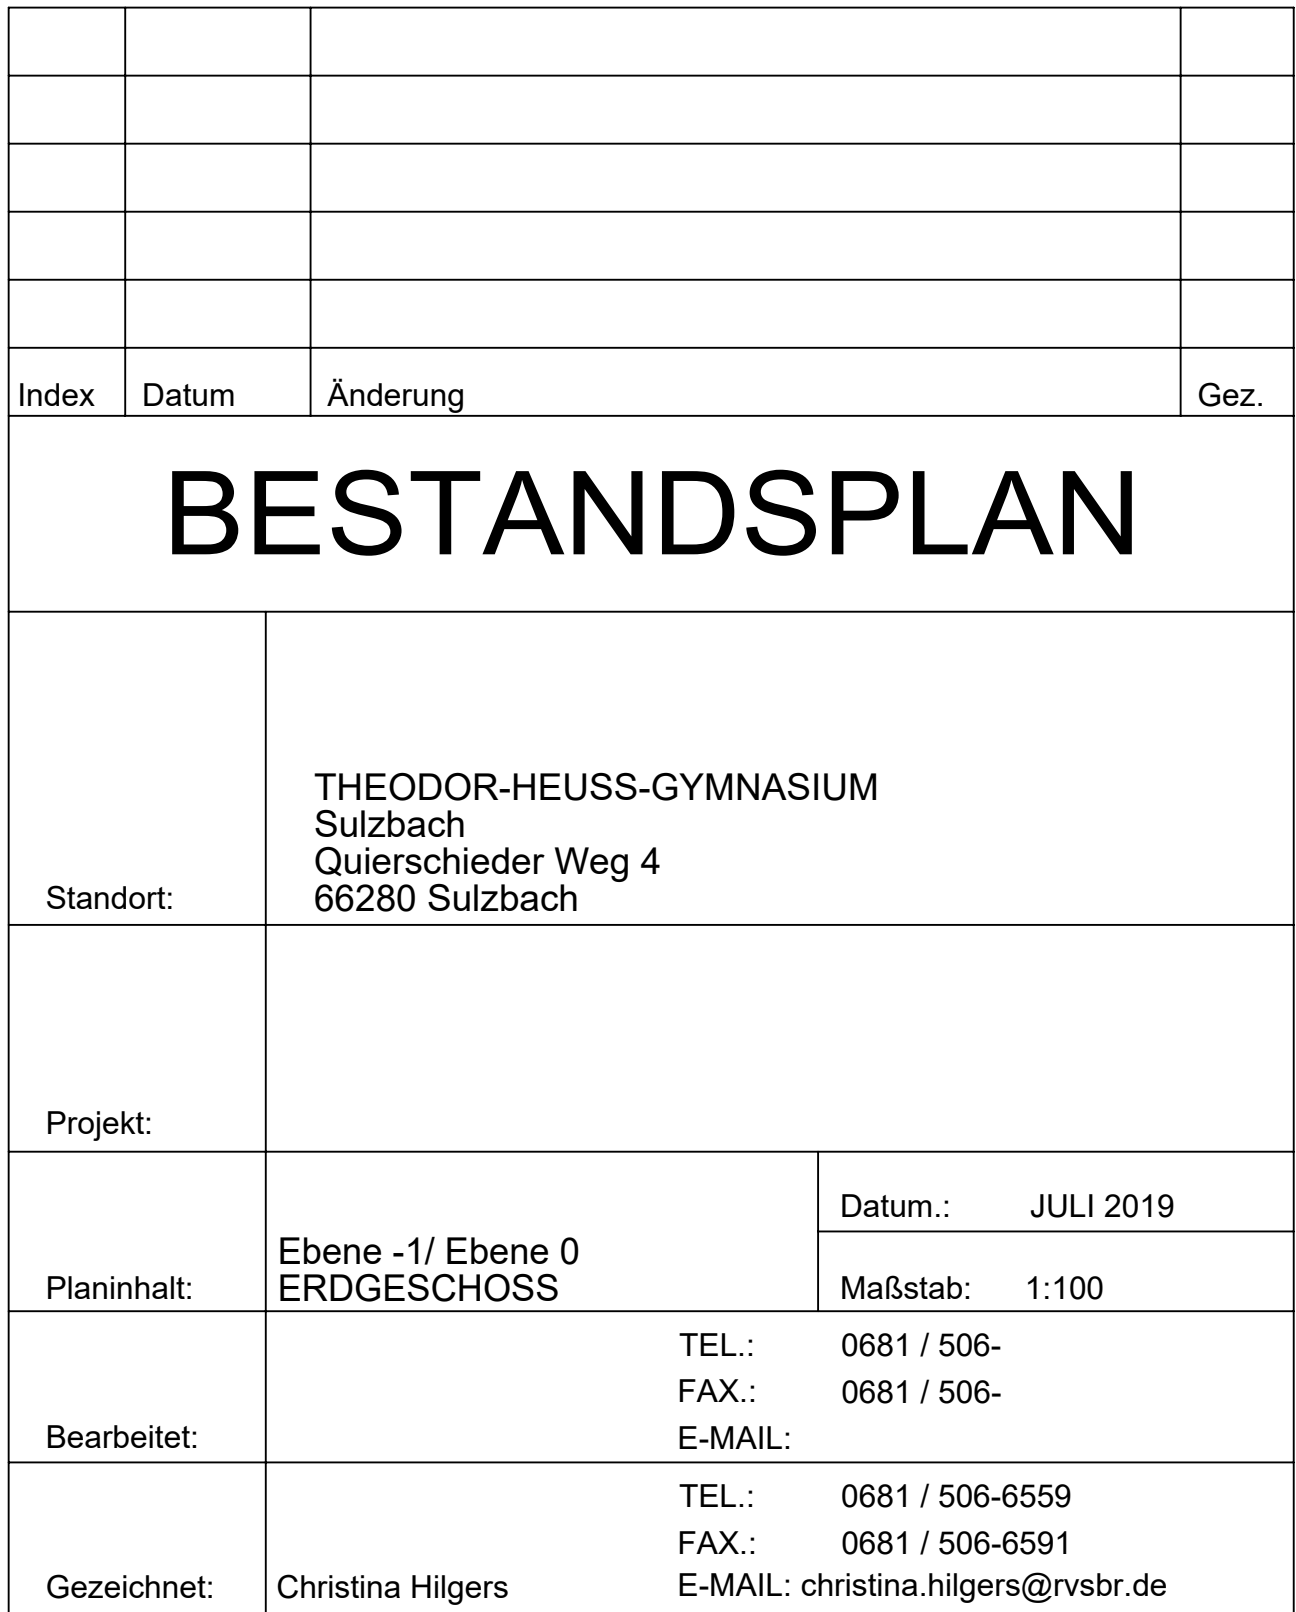 Index Datum Änderung Gez.
BESTANDSPLAN
THEODOR-HEUSS-GYMNASIUM
Sulzbach
Quierschieder Weg 4
Standort: 66280 Sulzbach
Projekt:
Datum.: JULI 2019
Ebene -1/ Ebene 0
Planinhalt: ERDGESCHOSS Maßstab: 1:100
TEL.: 0681 / 506-
FAX.: 0681 / 506-
Bearbeitet: E-MAIL:
TEL.: 0681 / 506-6559
FAX.: 0681 / 506-6591
Gezeichnet: Christina Hilgers E-MAIL: christina.hilgers@rvsbr.de